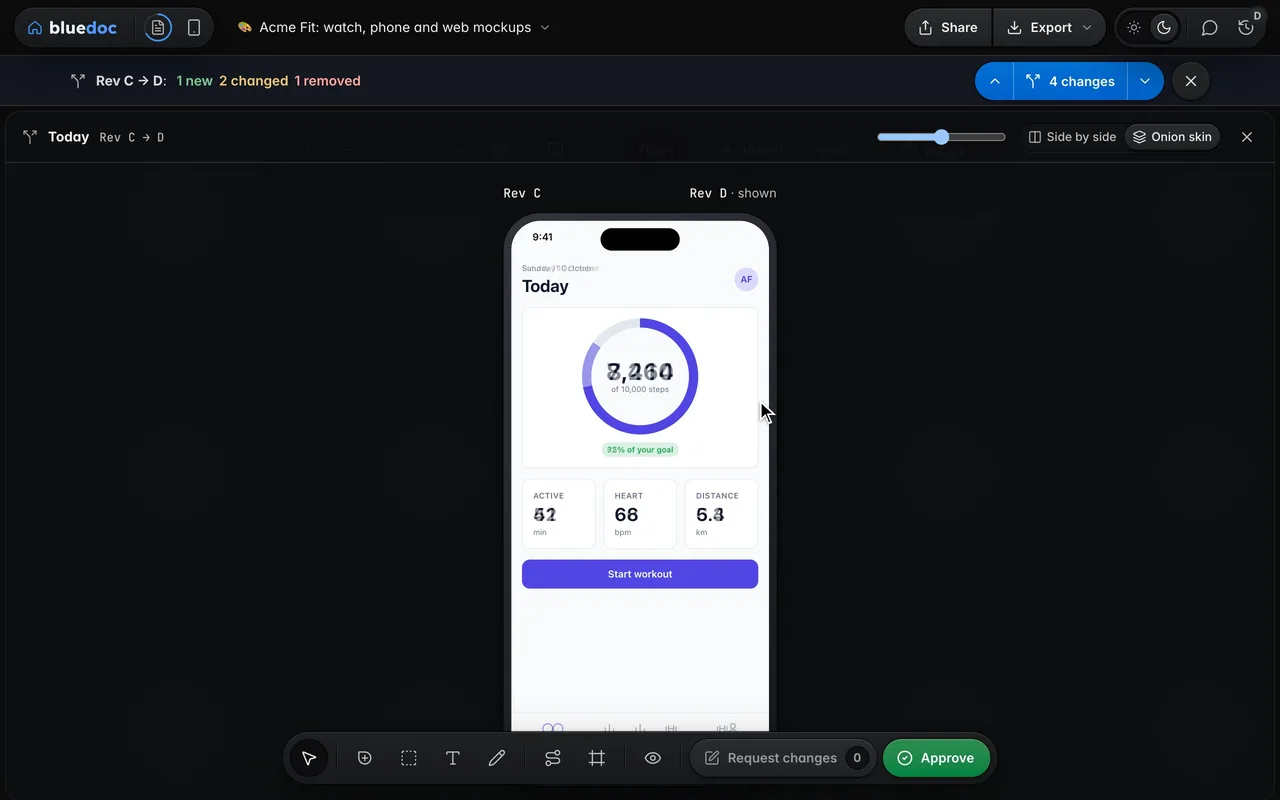 bluedoc
Acme Fit: watch, phone and web mockups
Share
Export
D
Rev C → D: 1 new 2 changed 1 removed
4 changes
Today Rev C → D
Side by side
Onion skin
Rev C
Rev D · shown
9:41
Today
AF
of 10,000 steps
% of your goal
ACTIVE
HEART
DISTANCE
68
min
bpm
km
Start workout
Request changes 0
Approve